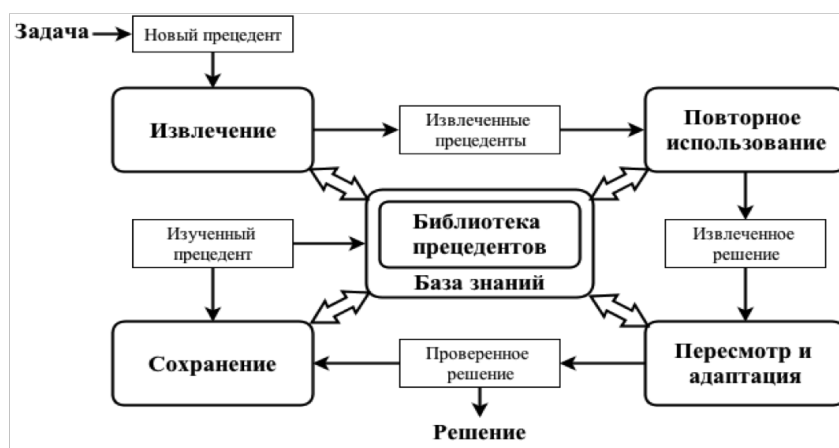 Задача
Новый прецедент
Извлечение
Извлеченные
прецеденты
Повторное
использование
Библиотека
прецедентов
База знаний
Изученный
прецедент
Извлеченное
решение
Сохранение
Проверенное
решение
Пересмотр и
адаптация
Решение